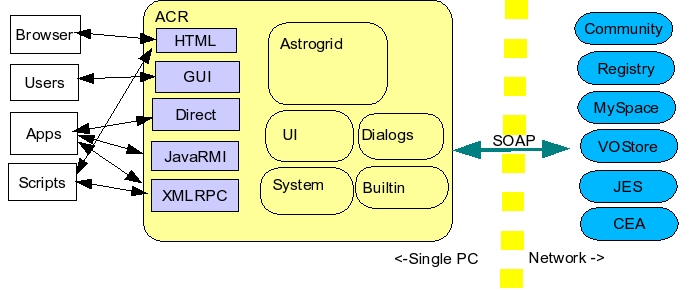 ACR
Browser
Users
Apps
Scripts
HTML
GUI
Direct
JavaRMI
XMLRPC
Astrogrid
UI
Dialogs
System
Builtin
SOAP
Community
Registry
MySpace
VOStore
JES
CEA
<-Single PC
Network ->